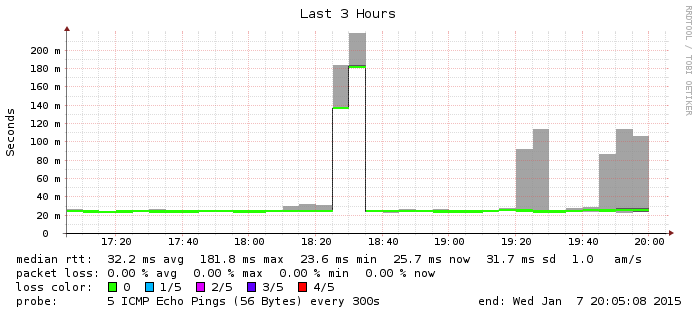 Last 3 Hours
RRDTOOL / TOBI OETIKER
Seconds
200 m
180 m
160 m
140 m
120 m
100 m
80 m
60 m
40 m
20 m
0
17:20 17:40 18:00 18:20 18:40 19:00 19:20 19:40 20:00
median rtt: 32.2 ms avg 181.8 ms max 23.6 ms min 25.7 ms now 31.7 ms sd 1.0 am/s
packet loss: 0.00 % avg 0.00 % max 0.00 % min 0.00 % now
loss color: 0 1/5 2/5 3/5 4/5
probe: 5 ICMP Echo Pings (56 Bytes) every 300s end: Wed Jan 7 20:05:08 2015